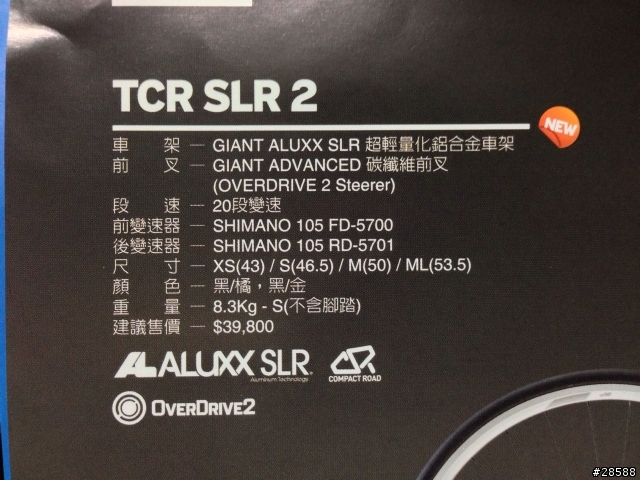 TCR SLR 2
NEW
車 架 — GIANT ALUXX SLR 超輕量化鋁合金車架
前 叉 — GIANT ADVANCED 碳纖維前叉
(OVERDRIVE 2 Steerer)
段 速 — 20段變速
前變速器 — SHIMANO 105 FD-5700
後變速器 — SHIMANO 105 RD-5701
尺 寸 — XS(43) / S(46.5) / M(50) / ML(53.5)
顏 色 — 黑/橘，黑/金
重 量 — 8.3Kg - S(不含腳踏)
建議售價 — $39,800
ALUXX SLR
Aluminum Technology
COMPACT ROAD
OVERDRIVE2
#28588